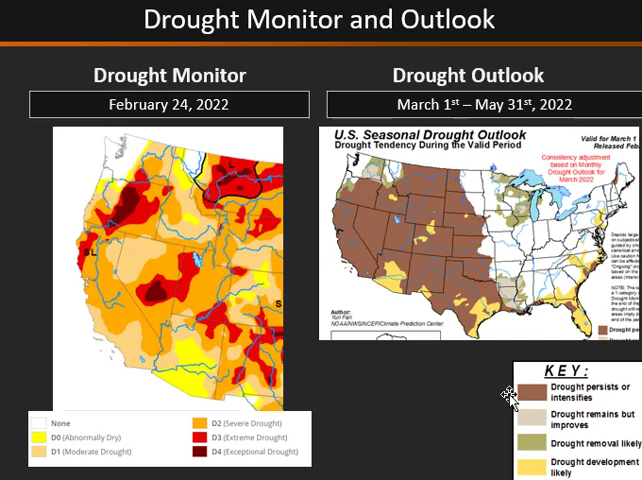 Drought Monitor and Outlook
Drought Monitor
February 24, 2022
S L
S
None
D0 (Abnormally Dry)
D1 (Moderate Drought)
D2 (Severe Drought)
D3 (Extreme Drought)
D4 (Exceptional Drought)
Drought Outlook
March 1st – May 31st, 2022
U.S. Seasonal Drought Outlook
Drought Tendency During the Valid Period
Valid for March 1
Released Feb
Consistency adjustment
based on Monthly
Drought Outlook for
March 2022
Author:
Yun Fan
NOAA/NWS/NCEP/Climate Prediction Center
KEY:
Drought persists or
intensifies
Drought remains but
improves
Drought removal likely
Drought development
likely